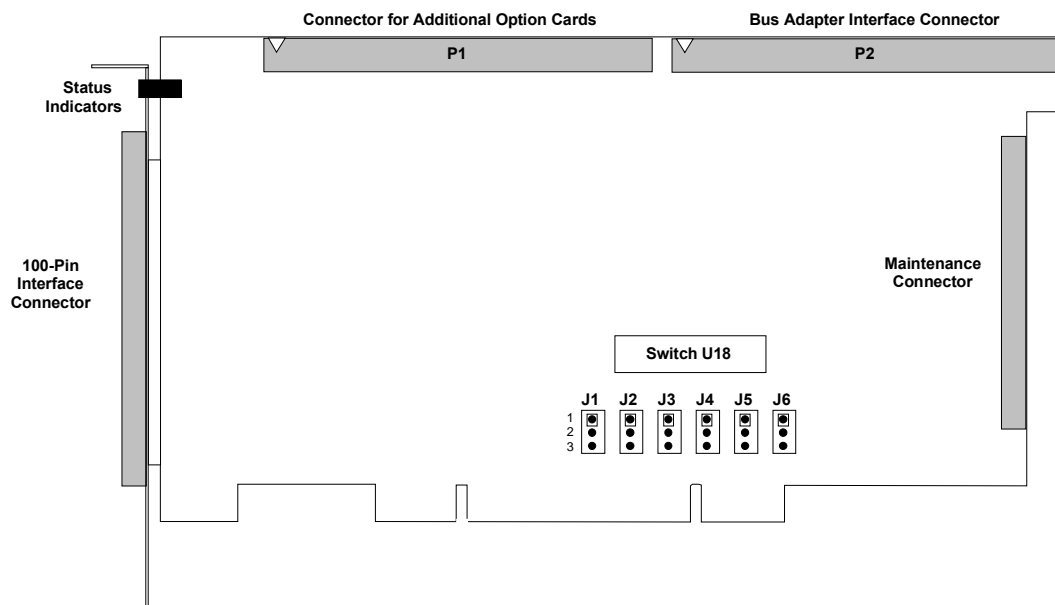 Connector for Additional Option Cards
Bus Adapter Interface Connector
P1
P2
Status
Indicators
100-Pin
Interface
Connector
Maintenance
Connector
Switch U18
J1 J2 J3 J4 J5 J6
1
2
3